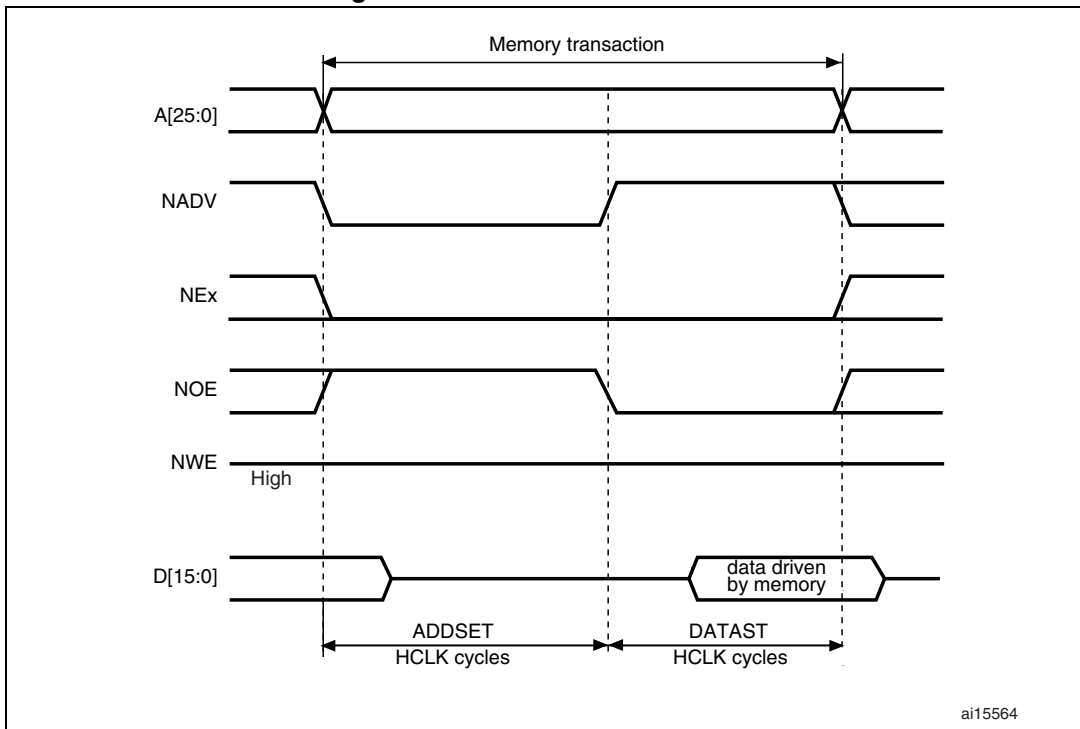 Memory transaction
A[25:0]
NADV
NEx
NOE
NWE
High
D[15:0]
data driven
by memory
ADDSET
HCLK cycles
DATAST
HCLK cycles
ai15564